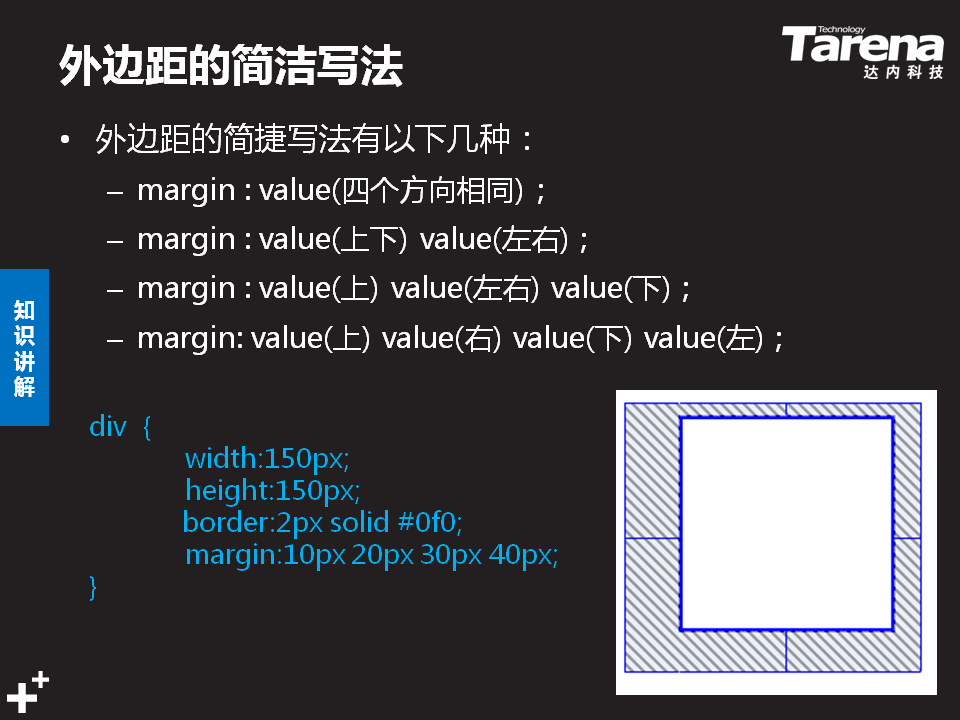 外边距的简洁写法
Technology
Tarena
达内科技
• 外边距的简捷写法有以下几种：
– margin : value(四个方向相同)；
– margin : value(上下) value(左右)；
– margin : value(上) value(左右) value(下)；
– margin: value(上) value(右) value(下) value(左)；
知识讲解
div {
width:150px;
height:150px;
border:2px solid #0f0;
margin:10px 20px 30px 40px;
}